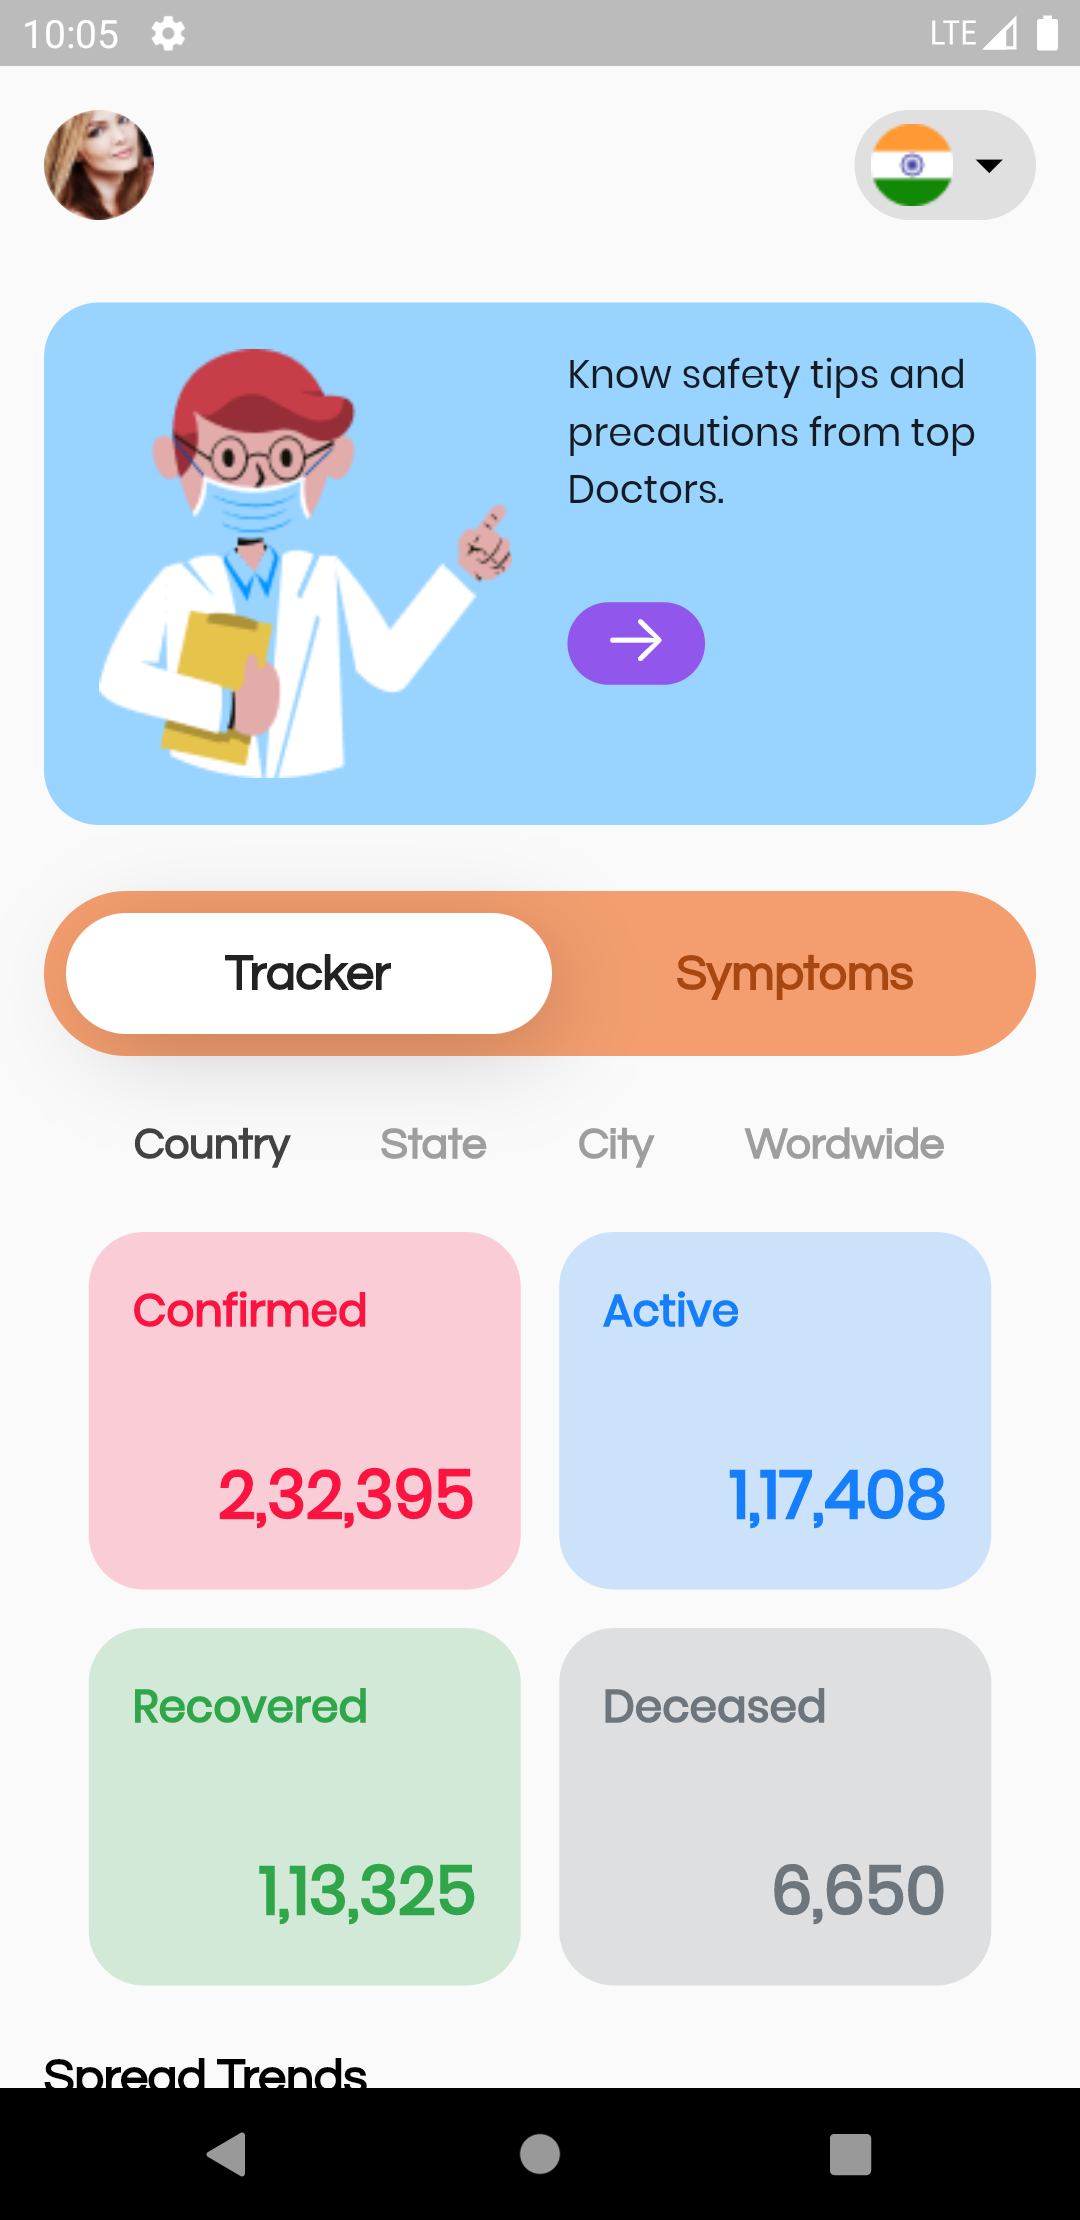 10:05 LTE
Know safety tips and
precautions from top
Doctors.
Tracker Symptoms
Country State City Wordwide
Confirmed Active
2,32,395 1,17,408
Recovered Deceased
1,13,325 6,650
Spread Trends